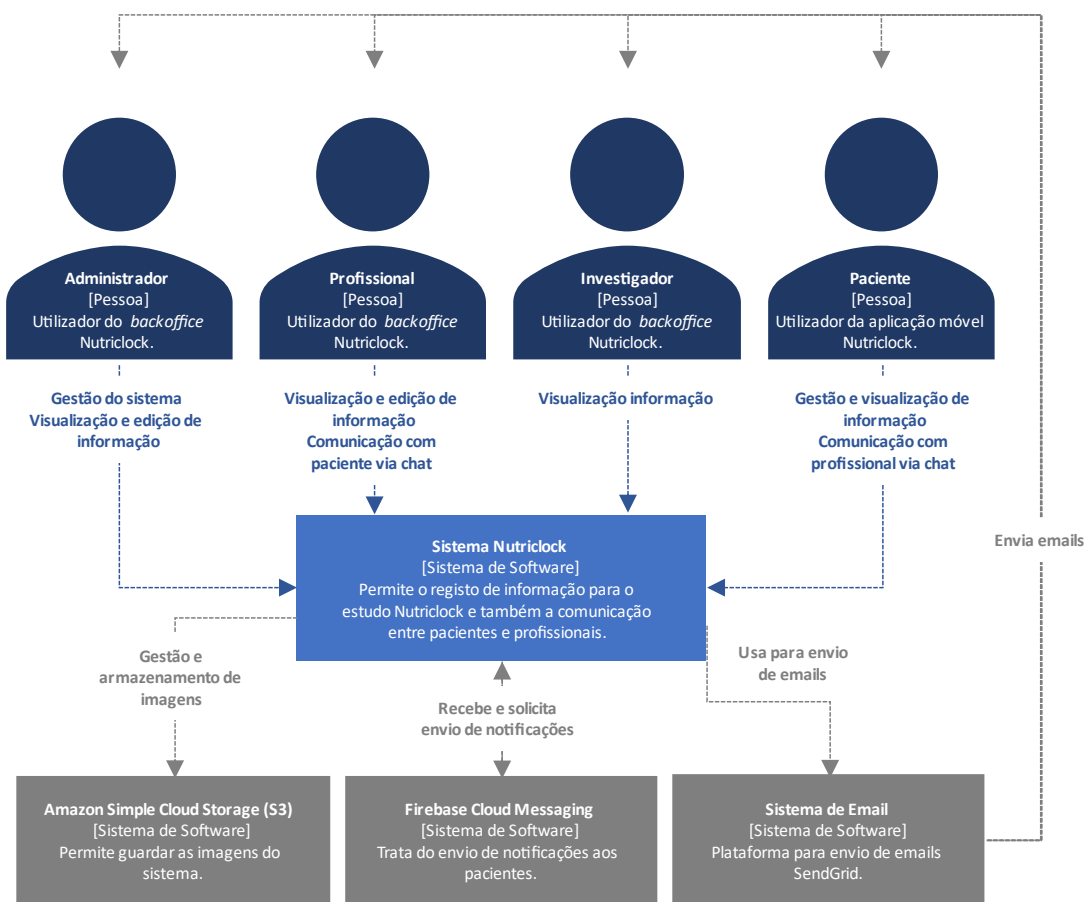 Administrador
[Pessoa]
Utilizador do backoffice
Nutriclock.
Profissional
[Pessoa]
Utilizador do backoffice
Nutriclock.
Investigador
[Pessoa]
Utilizador do backoffice
Nutriclock.
Paciente
[Pessoa]
Utilizador da aplicação móvel
Nutriclock.
Gestão do sistema
Visualização e edição de
informação
Visualização e edição de
informação
Comunicação com
paciente via chat
Visualização informação
Gestão e visualização de
informação
Comunicação com
profissional via chat
Sistema Nutriclock
[Sistema de Software]
Permite o registo de informação para o
estudo Nutriclock e também a comunicação
entre pacientes e profissionais.
Envia emails
Gestão e
armazenamento de
imagens
Recebe e solicita
envio de notificações
Usa para envio
de emails
Amazon Simple Cloud Storage (S3)
[Sistema de Software]
Permite guardar as imagens do
sistema.
Firebase Cloud Messaging
[Sistema de Software]
Trata do envio de notificações aos
pacientes.
Sistema de Email
[Sistema de Software]
Plataforma para envio de emails
SendGrid.